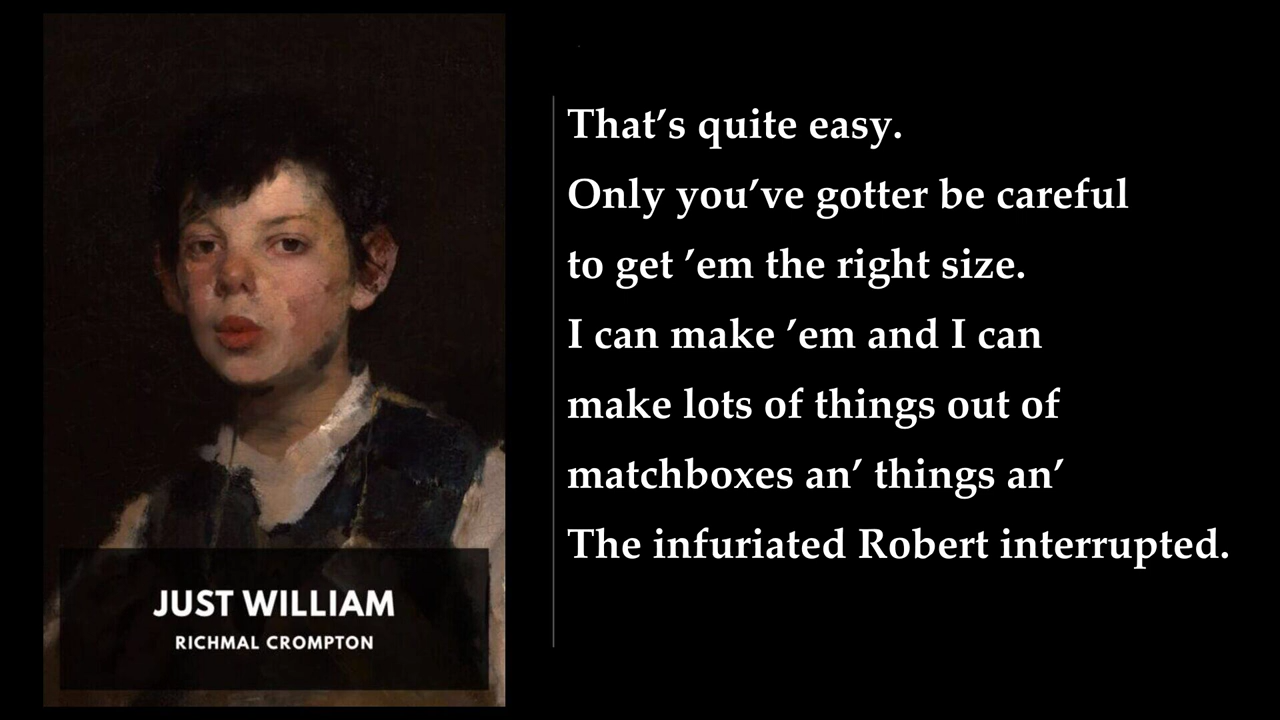 JUST WILLIAM
RICHMAL CROMPTON
That’s quite easy.
Only you’ve gotter be careful
to get ’em the right size.
I can make ’em and I can
make lots of things out of
matchboxes an’ things an’
The infuriated Robert interrupted.